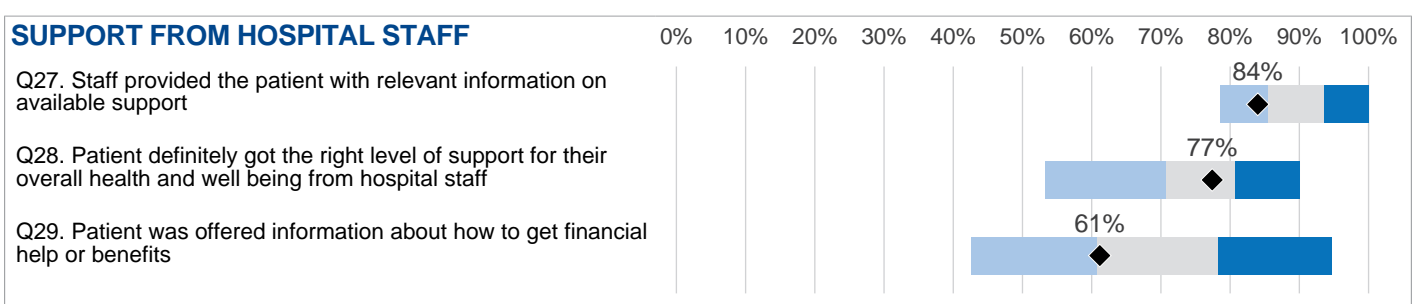 SUPPORT FROM HOSPITAL STAFF 0% 10% 20% 30% 40% 50% 60% 70% 80% 90% 100%
Q27. Staff provided the patient with relevant information on
available support
84%
Q28. Patient definitely got the right level of support for their
overall health and well being from hospital staff
77%
Q29. Patient was offered information about how to get financial
help or benefits
61%